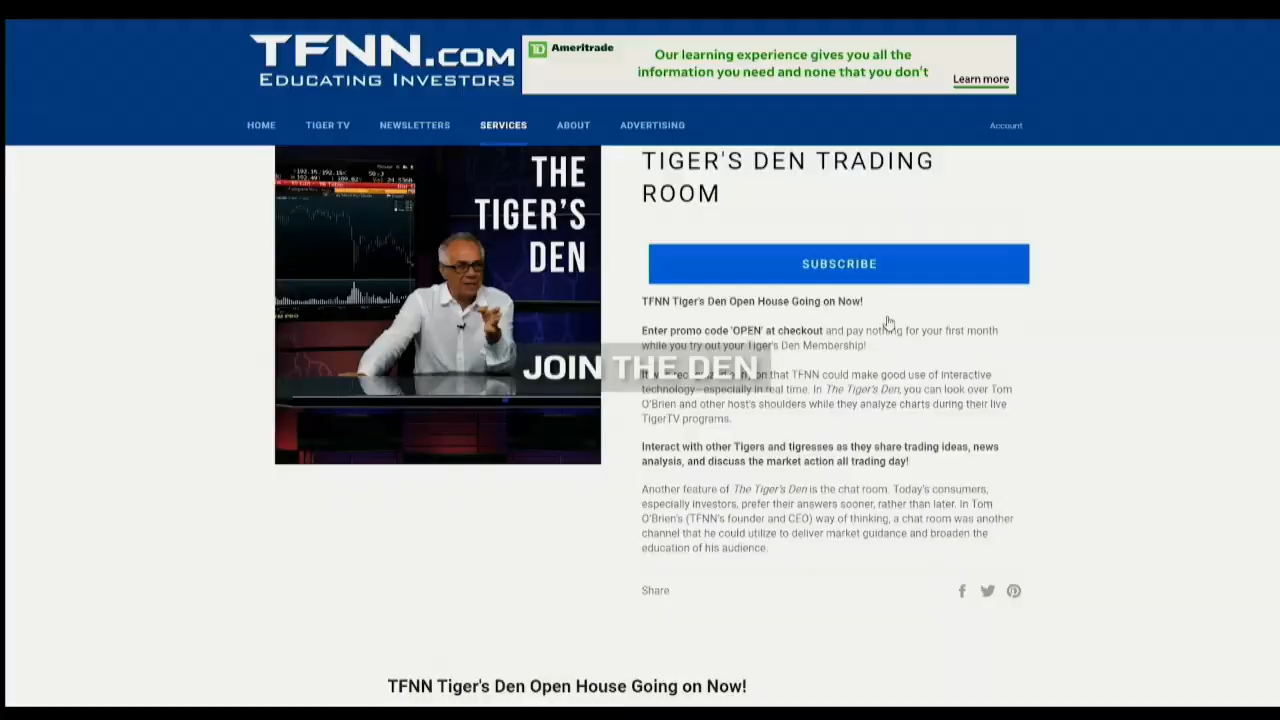 TFNN.COM
EDUCATING INVESTORS
TD Ameritrade
Our learning experience gives you all the
information you need and none that you don't
Learn more
HOME TIGER TV NEWSLETTERS SERVICES ABOUT ADVERTISING Account
THE
TIGER'S
DEN
TIGER'S DEN TRADING
ROOM
SUBSCRIBE
TFNN Tiger's Den Open House Going on Now!
Enter promo code 'OPEN' at checkout and pay nothing for your first month
while you try out your Tiger's Den Membership!
JOIN THE DEN
that TFNN could make good use of interactive
technology—especially in real time. In The Tiger's Den, you can look over Tom
O'Brien and other host's shoulders while they analyze charts during their live
TigerTV programs.
Interact with other Tigers and tigresses as they share trading ideas, news
analysis, and discuss the market action all trading day!
Another feature of The Tiger's Den is the chat room. Today's consumers,
especially investors, prefer their answers sooner, rather than later. In Tom
O'Brien's (TFNN's founder and CEO) way of thinking, a chat room was another
channel that he could utilize to deliver market guidance and broaden the
education of his audience.
Share
TFNN Tiger's Den Open House Going on Now!